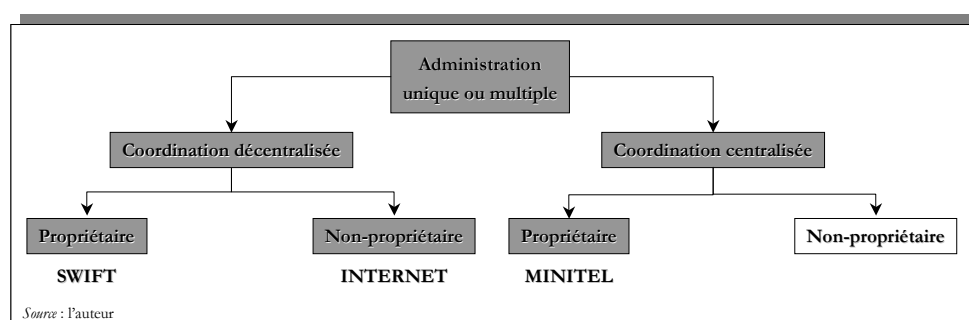 Administration
unique ou multiple
Coordination décentralisée
Coordination centralisée
Propriétaire
Non-propriétaire
Propriétaire
Non-propriétaire
SWIFT
INTERNET
MINITEL
Source : l'auteur